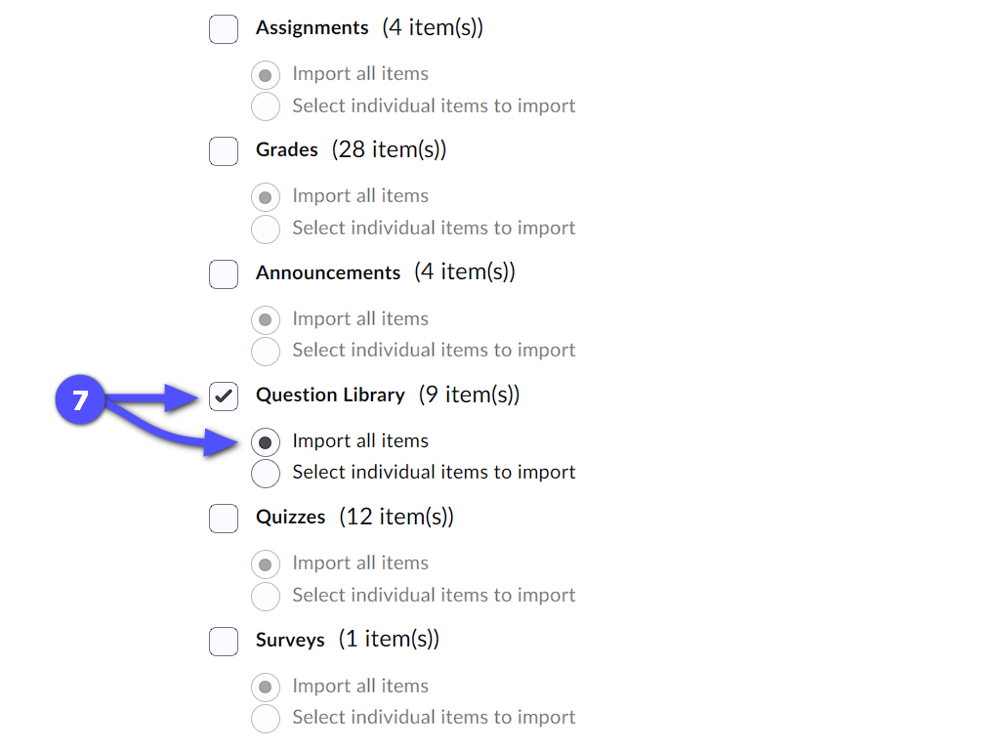 Assignments (4 item(s))
Import all items
Select individual items to import
Grades (28 item(s))
Import all items
Select individual items to import
Announcements (4 item(s))
Import all items
Select individual items to import
7 Question Library (9 item(s))
Import all items
Select individual items to import
Quizzes (12 item(s))
Import all items
Select individual items to import
Surveys (1 item(s))
Import all items
Select individual items to import